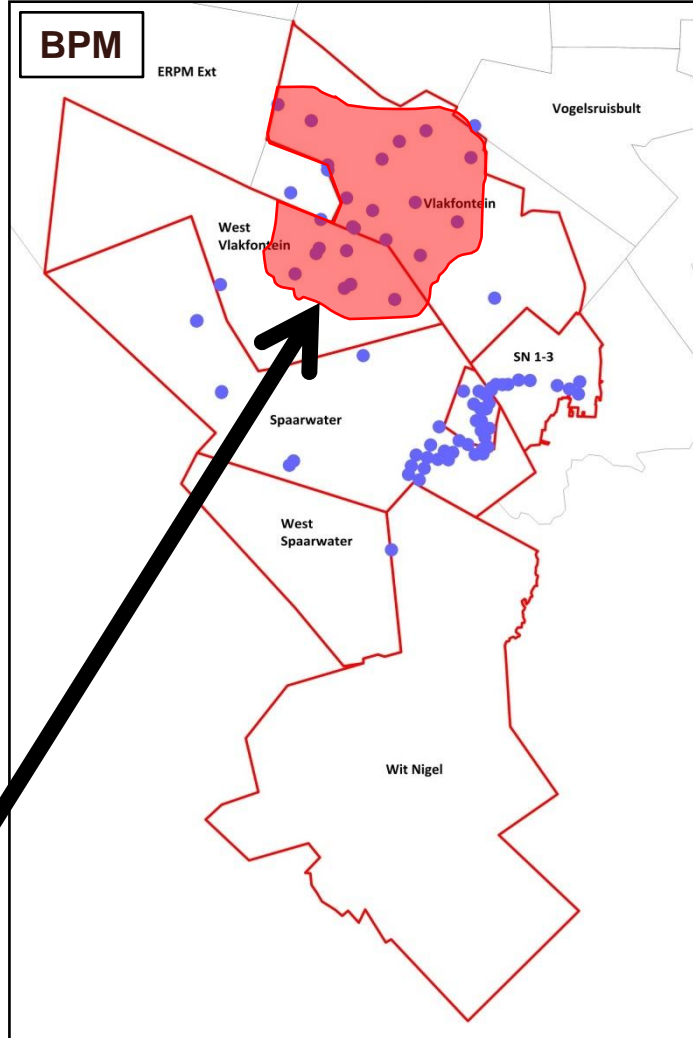 BPM
ERPM Ext
Vogelsruisbult
Vlakfontein
West
Vlakfontein
SN 1-3
Spaarwater
West
Spaarwater
Wit Nigel